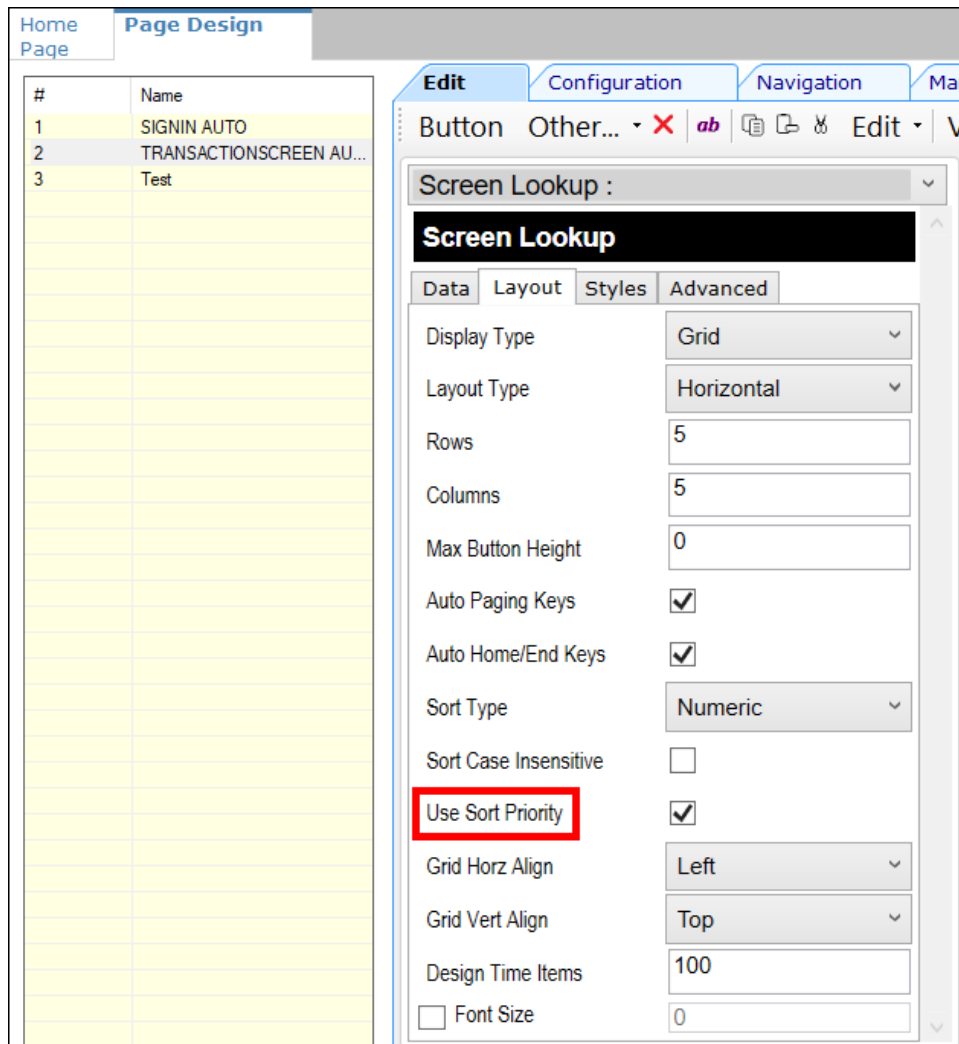 Home Page
Page Design
# Name
1 SIGNIN AUTO
2 TRANSACTIONSCREEN AU...
3 Test
Edit Configuration Navigation Ma
Button Other... ab Edit V
Screen Lookup :
Screen Lookup
Data Layout Styles Advanced
Display Type Grid
Layout Type Horizontal
Rows 5
Columns 5
Max Button Height 0
Auto Paging Keys
Auto Home/End Keys
Sort Type Numeric
Sort Case Insensitive
Use Sort Priority
Grid Horz Align Left
Grid Vert Align Top
Design Time Items 100
Font Size 0